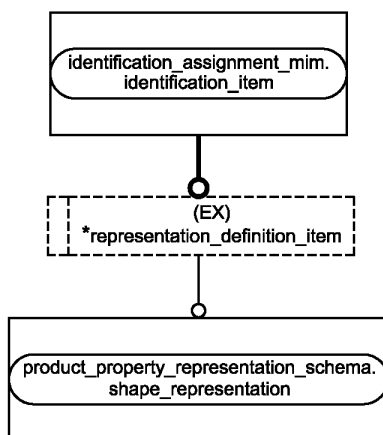 identification_assignment_mim.
identification_item
(EX)
*representation_definition_item
product_property_representation_schema.
shape_representation